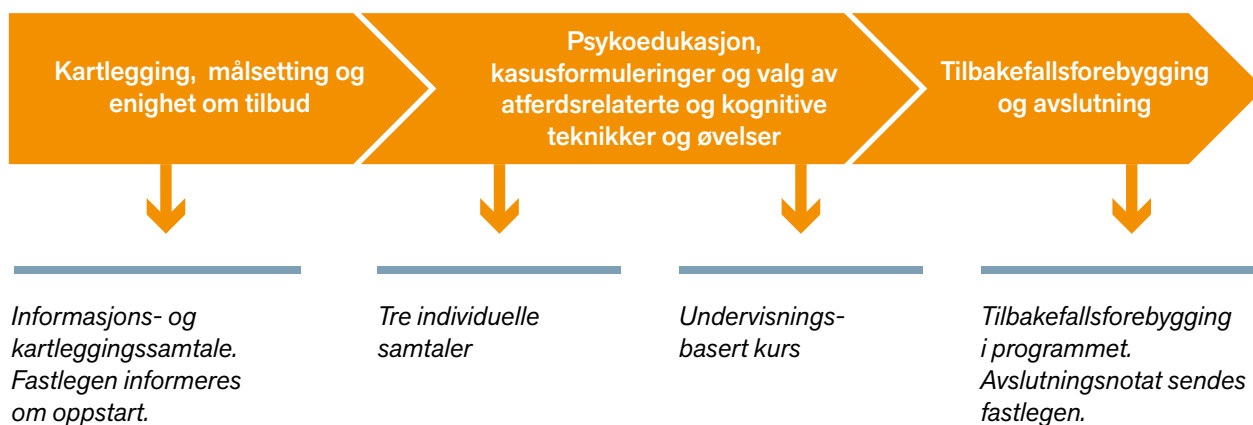 Kartlegging, målsetting og
enighet om tilbud
Psykoedukasjon,
kasusformuleringer og valg av
atferdsrelaterte og kognitive
teknikker og øvelser
Tilbakefallsforebygging
og avslutning
Informasjons- og
kartleggingssamtale.
Fastlegen informeres
om oppstart.
Tre individuelle
samtaler
Undervisnings-
basert kurs
Tilbakefallsforebygging
i programmet.
Avslutningsnotat sendes
fastlegen.